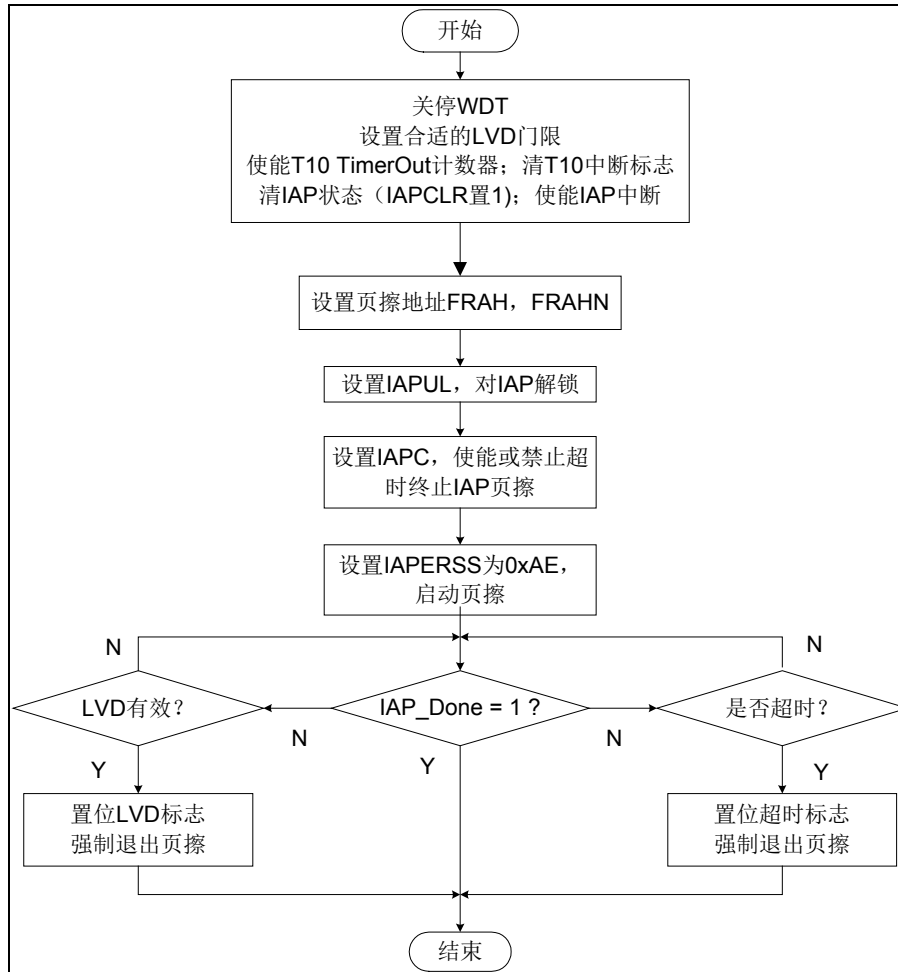 开始
关停WDT
设置合适的LVD门限
使能T10 TimerOut计数器；清T10中断标志
清IAP状态（IAPCLR置1)；使能IAP中断
设置页擦地址FRAH，FRAHN
设置IAPUL，对IAP解锁
设置IAPC，使能或禁止超
时终止IAP页擦
设置IAPERSS为0xAE，
启动页擦
N
N
LVD有效？
IAP_Done = 1 ?
是否超时？
N
N
Y
Y
Y
置位LVD标志
强制退出页擦
置位超时标志
强制退出页擦
结束